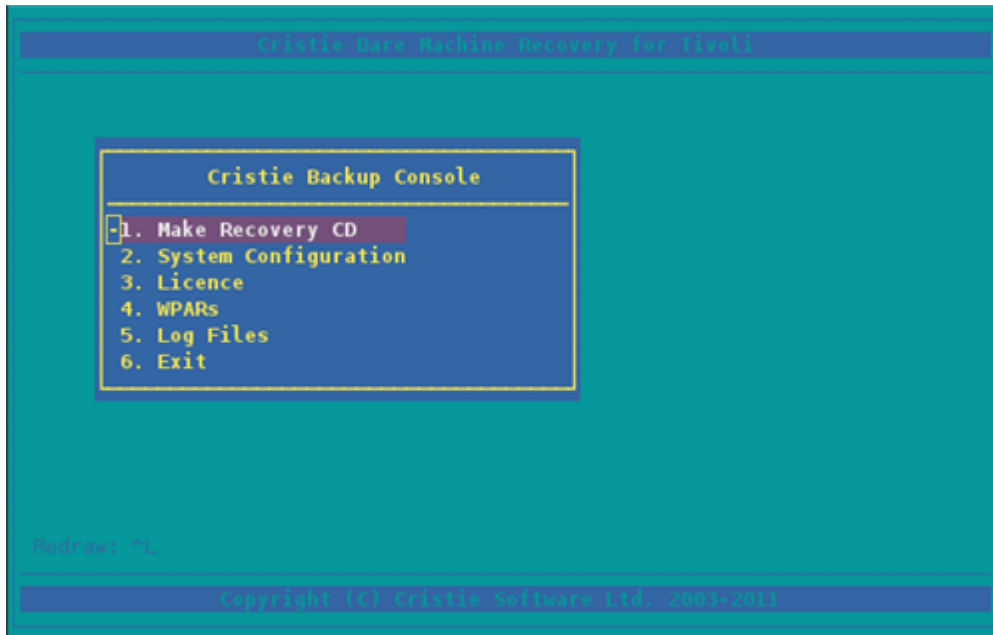 Cristie Bare Machine Recovery for Tivoli
Cristie Backup Console
-1. Make Recovery CD
2. System Configuration
3. Licence
4. WPARs
5. Log Files
6. Exit
Redraw: ^L
Copyright (C) Cristie Software Ltd. 2003-2011